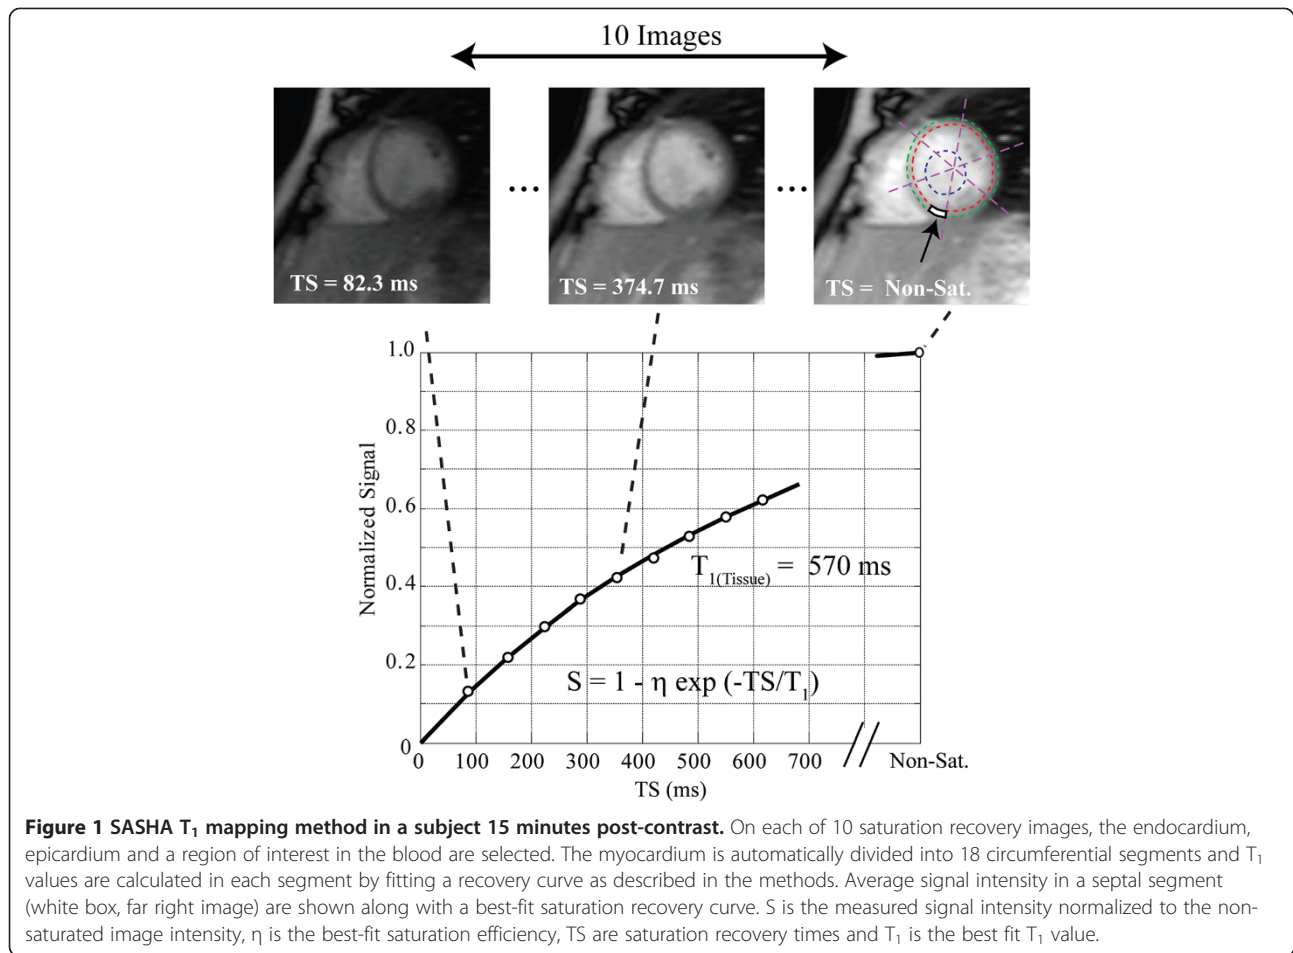 10 Images
TS = 82.3 ms
...
TS = 374.7 ms
...
TS = Non-Sat.
1.0
0.8
0.6
0.4
0.2
0
Normalized Signal
T1(Tissue) = 570 ms
S = 1 - η exp (-TS/T1)
0 100 200 300 400 500 600 700 // Non-Sat.
TS (ms)
Figure 1 SASHA T1 mapping method in a subject 15 minutes post-contrast. On each of 10 saturation recovery images, the endocardium,
epicardium and a region of interest in the blood are selected. The myocardium is automatically divided into 18 circumferential segments and T1
values are calculated in each segment by fitting a recovery curve as described in the methods. Average signal intensity in a septal segment
(white box, far right image) are shown along with a best-fit saturation recovery curve. S is the measured signal intensity normalized to the non-
saturated image intensity, η is the best-fit saturation efficiency, TS are saturation recovery times and T1 is the best fit T1 value.